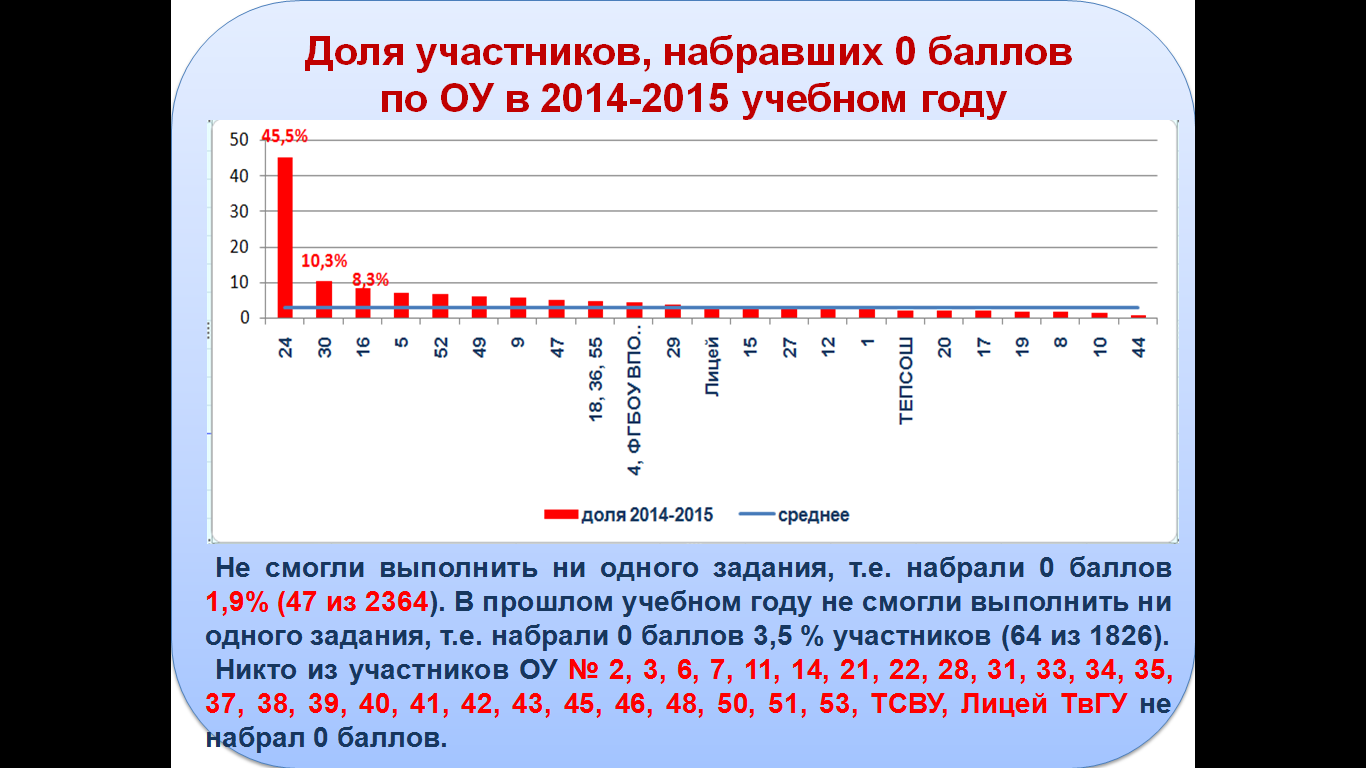 Доля участников, набравших 0 баллов
по ОУ в 2014-2015 учебном году
50
40
30
20
10
0
45,5%
10,3%
8,3%
24
30
16
5
52
49
9
47
18, 36, 55
4, ФГБОУ ВПО..
29
Лицей
15
27
12
1
ТЕПСОШ
20
17
19
8
10
44
доля 2014-2015
среднее
Не смогли выполнить ни одного задания, т.е. набрали 0 баллов
1,9% (47 из 2364). В прошлом учебном году не смогли выполнить ни
одного задания, т.е. набрали 0 баллов 3,5 % участников (64 из 1826).
Никто из участников ОУ № 2, 3, 6, 7, 11, 14, 21, 22, 28, 31, 33, 34, 35,
37, 38, 39, 40, 41, 42, 43, 45, 46, 48, 50, 51, 53, ТСВУ, Лицей ТвГУ не
набрал 0 баллов.